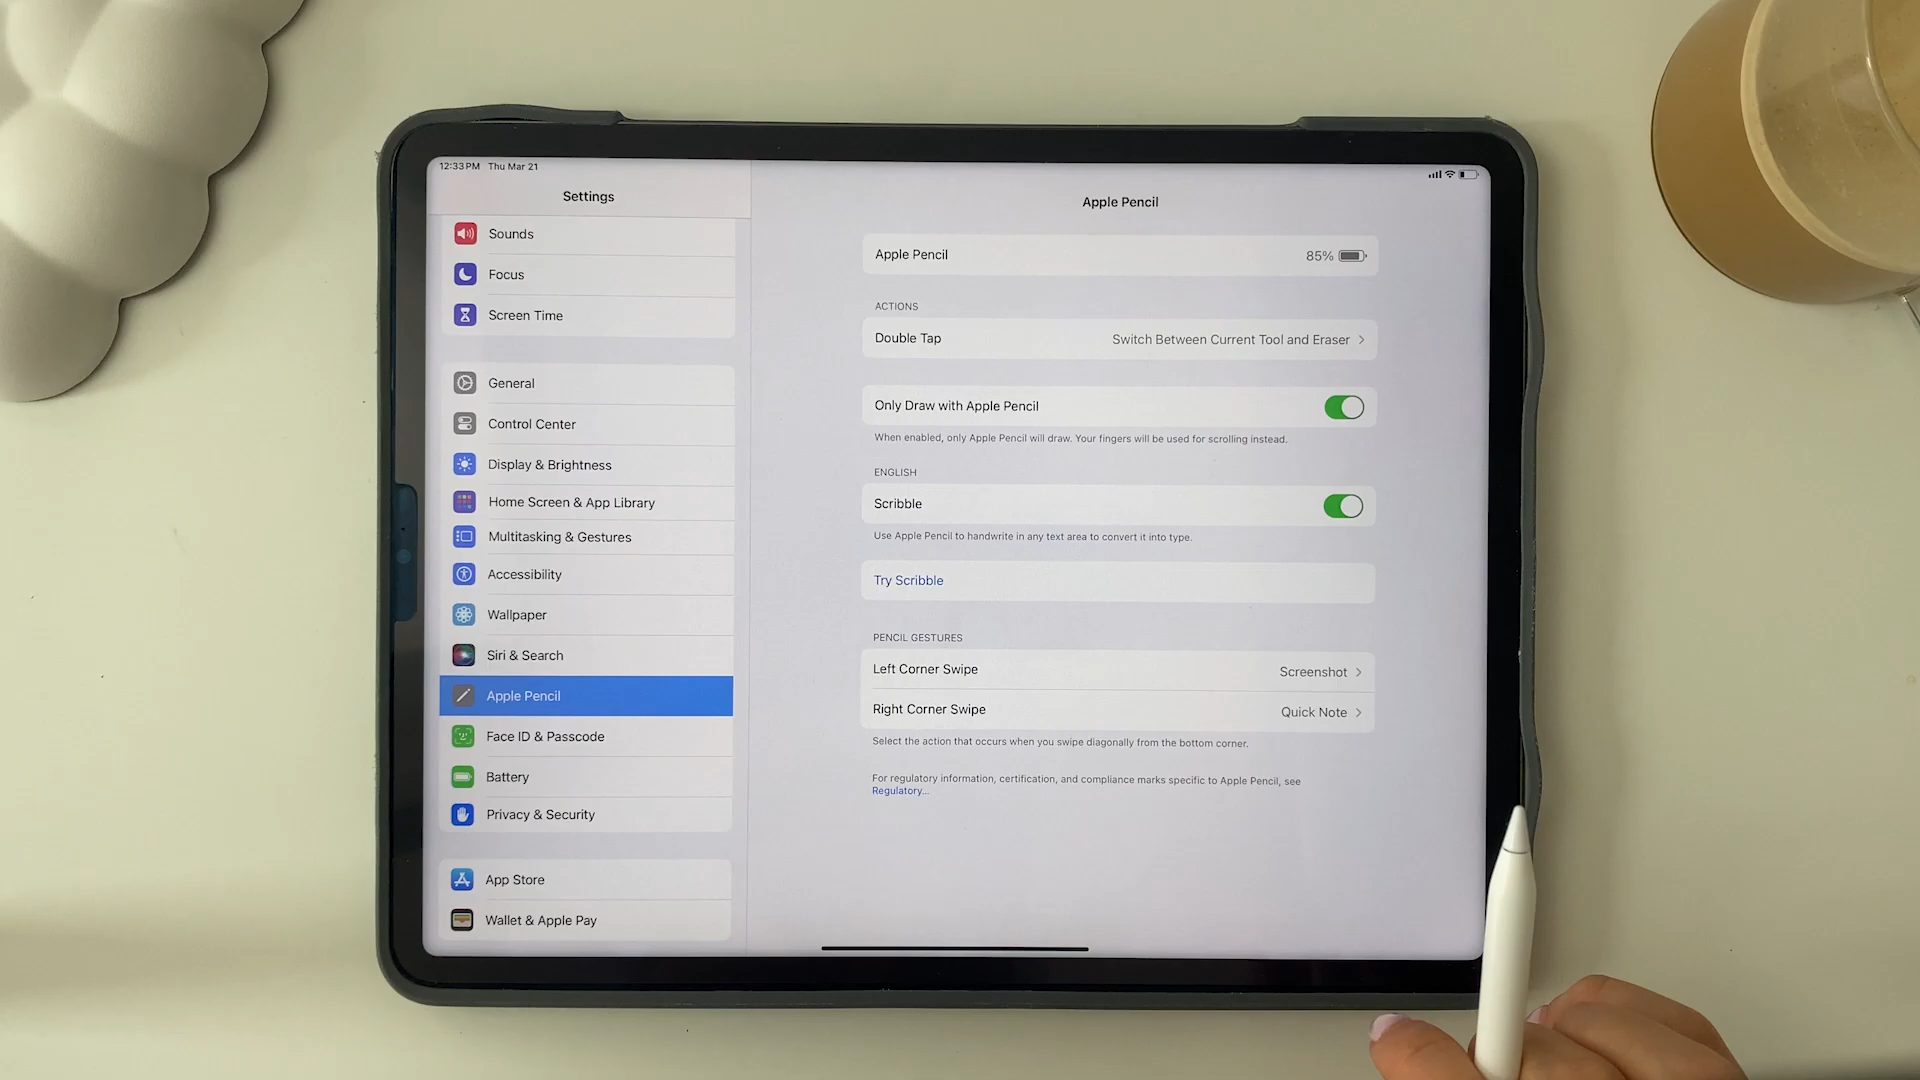 12:33 PM Thu Mar 21
Settings
Sounds
Focus
Screen Time
General
Control Center
Display & Brightness
Home Screen & App Library
Multitasking & Gestures
Accessibility
Wallpaper
Siri & Search
Apple Pencil
Face ID & Passcode
Battery
Privacy & Security
App Store
Wallet & Apple Pay
Apple Pencil
Apple Pencil 85%
ACTIONS
Double Tap Switch Between Current Tool and Eraser
Only Draw with Apple Pencil
When enabled, only Apple Pencil will draw. Your fingers will be used for scrolling instead.
ENGLISH
Scribble
Use Apple Pencil to handwrite in any text area to convert it into type.
Try Scribble
PENCIL GESTURES
Left Corner Swipe Screenshot
Right Corner Swipe Quick Note
Select the action that occurs when you swipe diagonally from the bottom corner.
For regulatory information, certification, and compliance marks specific to Apple Pencil, see
Regulatory...